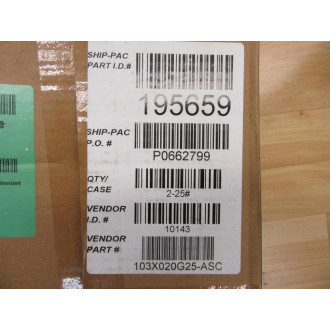 SHIP-PAC
PART I.D.#
195659
SHIP-PAC
P.O. #
P0662799
QTY/
CASE
2-25#
VENDOR
I.D. #
10143
VENDOR
PART #
103X020G25-ASC